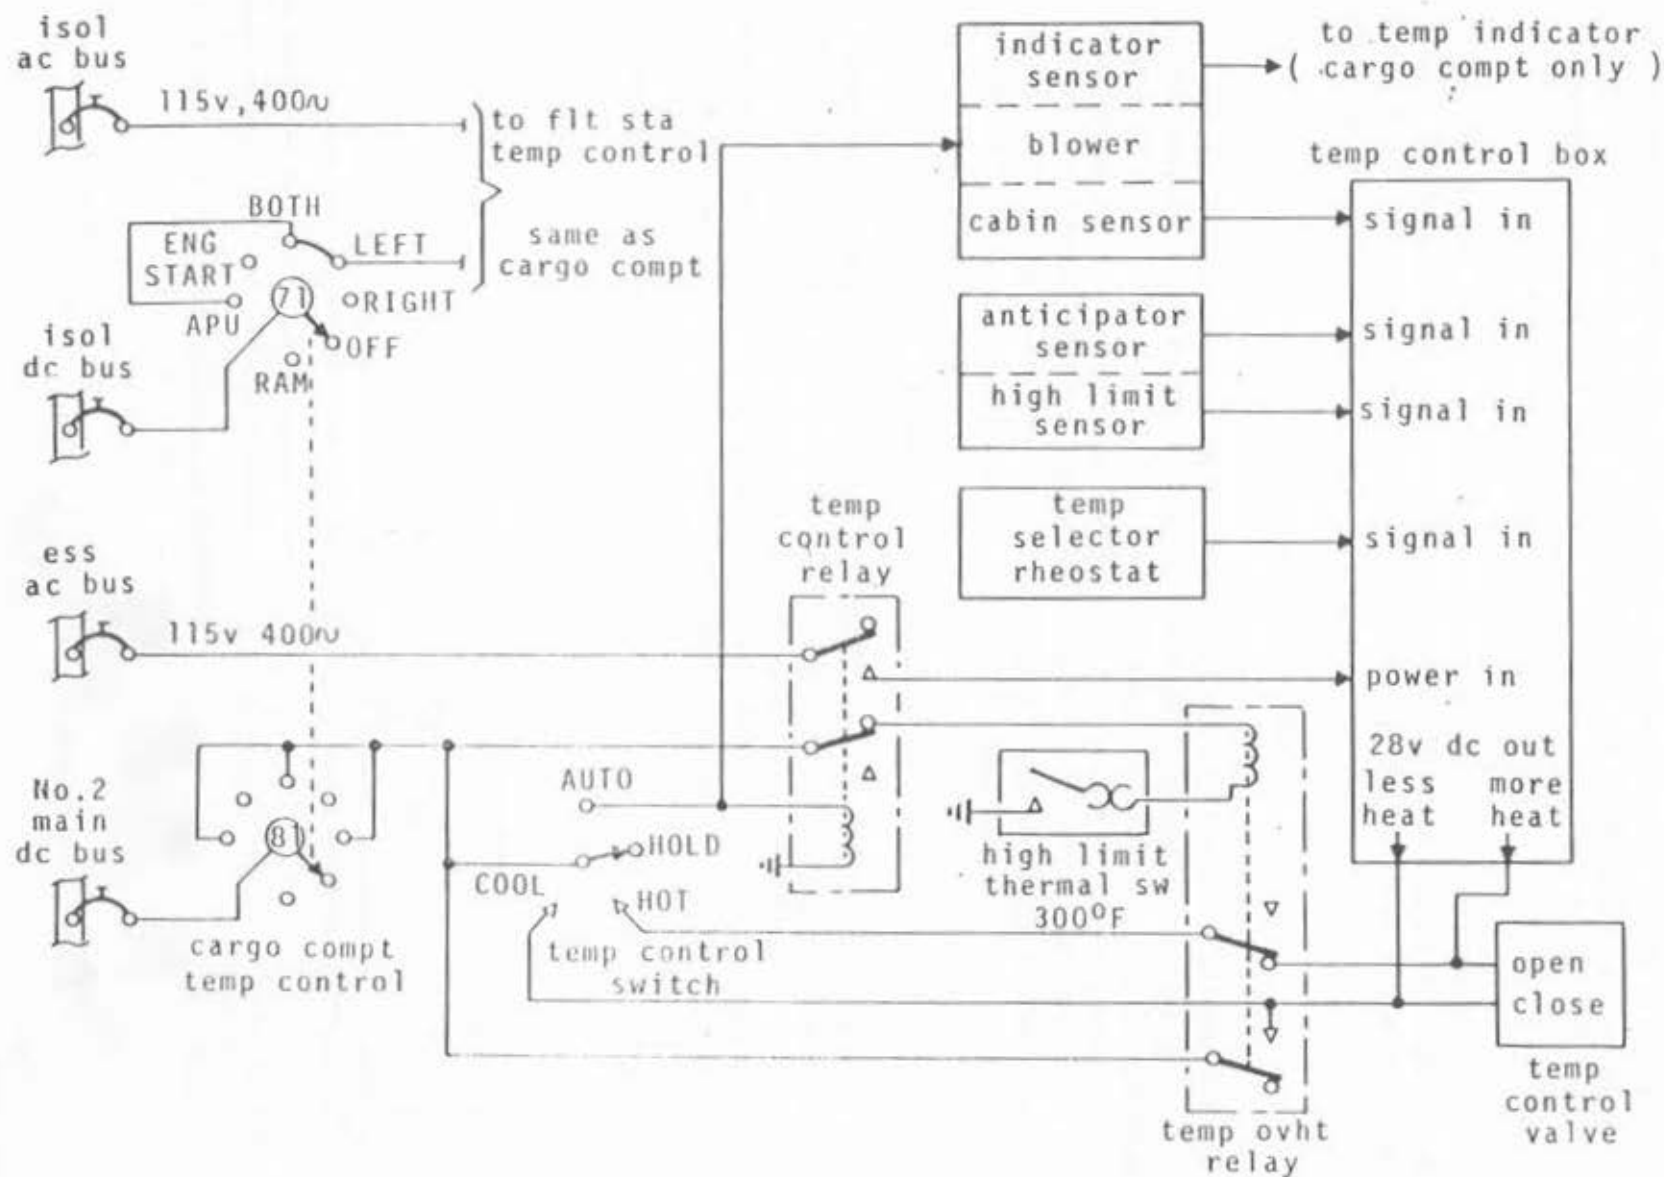 isol
ac bus
115v,400~
to flt sta
temp control
same as
cargo compt
BOTH
ENG
START
LEFT
71
RIGHT
APU
OFF
RAM
isol
dc bus
ess
ac bus
115v 400~
No.2
main
dc bus
81
cargo compt
temp control
AUTO
HOLD
COOL
HOT
temp control
switch
temp
control
relay
indicator
sensor
blower
cabin sensor
to temp indicator
( cargo compt only )
anticipator
sensor
high limit
sensor
temp
selector
rheostat
temp control box
signal in
signal in
signal in
signal in
power in
28v dc out
less
heat
more
heat
high limit
thermal sw
300°F
open
close
temp
control
valve
temp ovht
relay